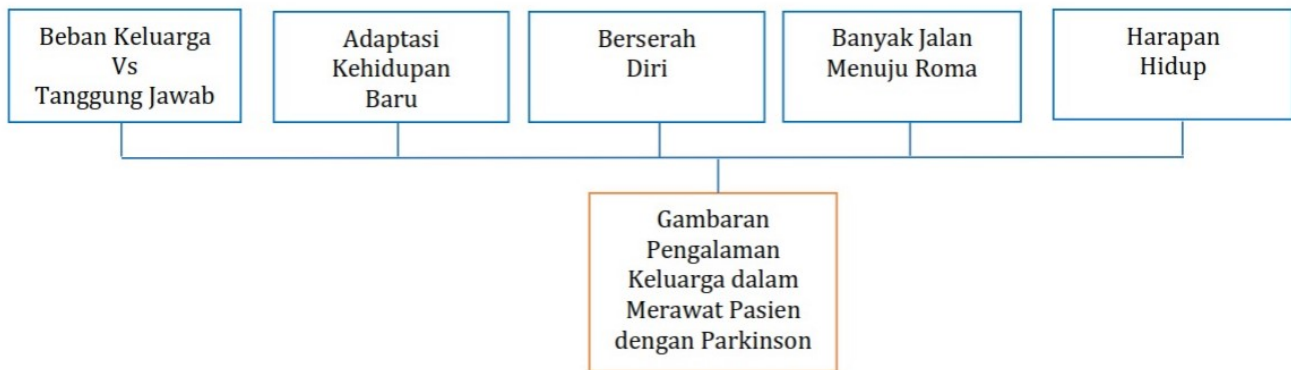 Beban Keluarga
Vs
Tanggung Jawab
Adaptasi
Kehidupan
Baru
Berserah
Diri
Banyak Jalan
Menuju Roma
Harapan
Hidup
Gambaran
Pengalaman
Keluarga dalam
Merawat Pasien
dengan Parkinson